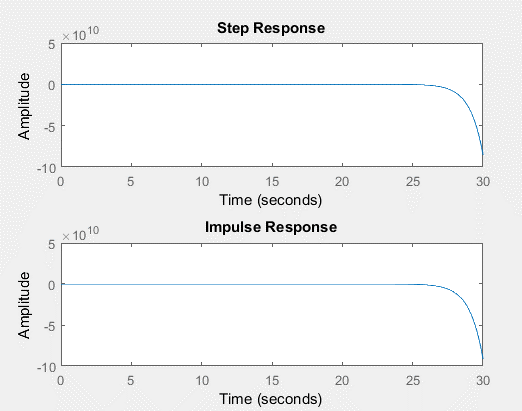 Step Response
×10^10
5
0
-5
-10
Amplitude
0 5 10 15 20 25 30
Time (seconds)
Impulse Response
×10^10
5
0
-5
-10
Amplitude
0 5 10 15 20 25 30
Time (seconds)